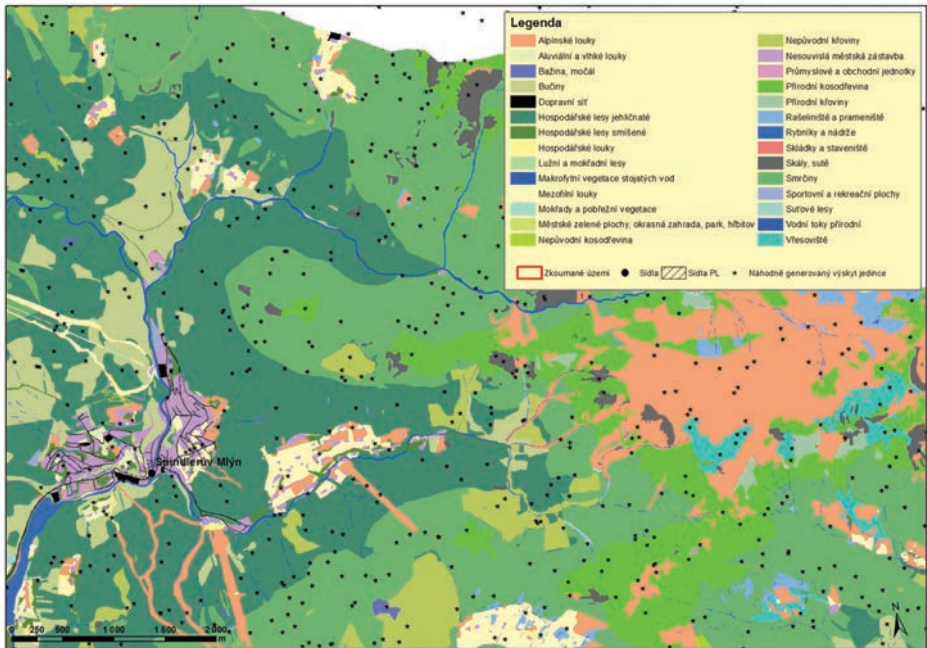 Legenda
Alpínské louky
Aluviální a vlhké louky
Bažina, močál
Bučiny
Dopravní síť
Hospodářské lesy jehličnaté
Hospodářské lesy smíšené
Hospodářské louky
Lužní a mokřadní lesy
Makrofytní vegetace stojatých vod
Mezofilní louky
Mokřady a pobřežní vegetace
Městské zelené plochy, okrasná zahrada, park, hřbitov
Nepůvodní kosodřevina
Nepůvodní křoviny
Nesouvislá městská zástavba
Průmyslové a obchodní jednotky
Přírodní kosodřevina
Přírodní křoviny
Rašeliniště a prameniště
Rybníky a nádrže
Skládky a staveniště
Skály, sutě
Smrčiny
Sportovní a rekreační plochy
Suťové lesy
Vodní toky přírodní
Vřesoviště
Zkoumané území
Sídla
Sídla PL
Náhodně generovaný výskyt jedince
Špindlerův Mlýn
0 250 500 1 000 1 500 2 000
m
N